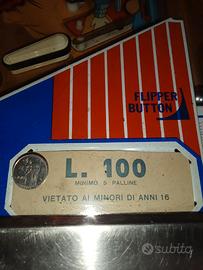 FLIPPER
BUTTON
L. 100
MINIMO 5 PALLINE
VIETATO AI MINORI DI ANNI 16
subito